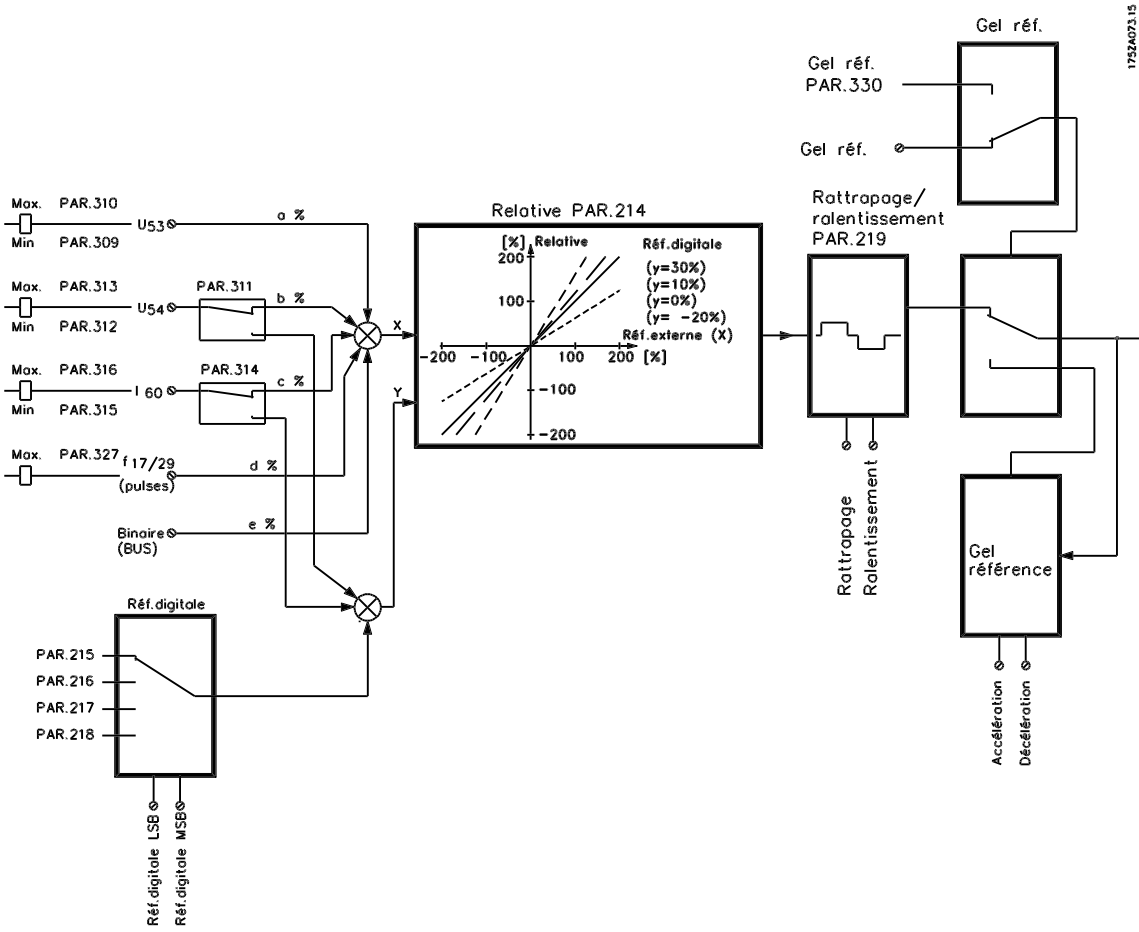 175ZA073.15
Gel réf.
Gel réf.
PAR.330
Gel réf.
Rattrapage/
ralentissement
PAR.219
Max. PAR.310
U53
Min PAR.309
a %
Max. PAR.313
U54
Min PAR.312
PAR.311
b %
Max. PAR.316
I 60
Min PAR.315
PAR.314
c %
Max. PAR.327
f 17/29
(pulses)
d %
Binaire
(BUS)
e %
X
Y
Relative PAR.214
[%] Relative
Réf.digitale
(y=30%)
(y=10%)
(y=0%)
(y= -20%)
Réf.externe (X)
200
100
-200 -100 100 200 [%]
-100
-200
Rattrapage
Ralentissement
Gel
référence
Accélération
Décélération
Réf.digitale
PAR.215
PAR.216
PAR.217
PAR.218
Réf.digitale LSB
Réf.digitale MSB